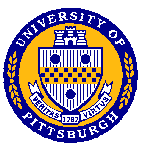 UNIVERSITY OF
VERITAS VIRTUS
1787
PITTSBURGH